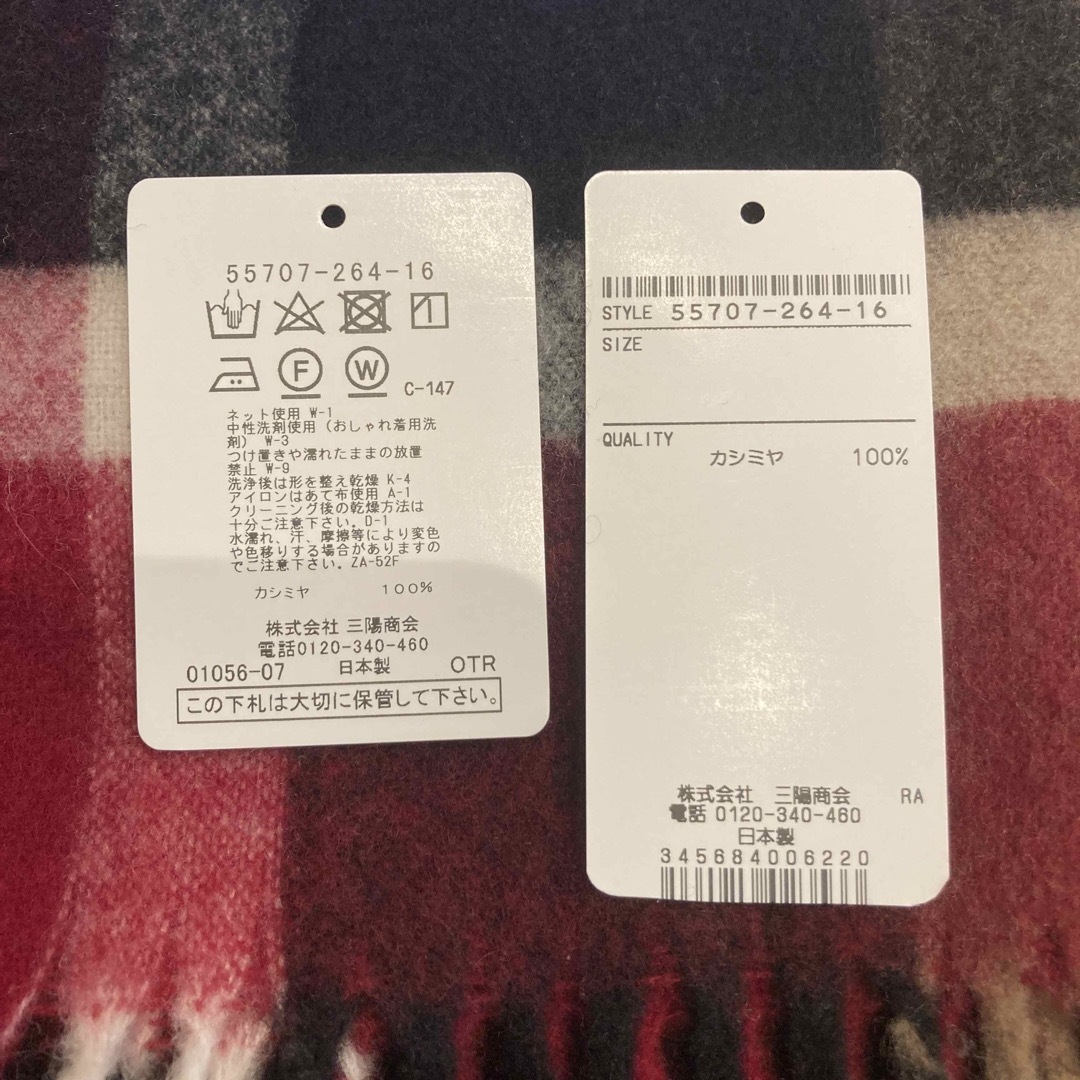 55707-264-16
F W C-147
ネット使用 W-1
中性洗剤使用（おしゃれ着用洗
剤） W-3
つけ置きや濡れたままの放置
禁止 W-9
洗浄後は形を整え乾燥 K-4
アイロンはあて布使用 A-1
クリーニング後の乾燥方法は
十分ご注意下さい。D-1
水濡れ、汗、摩擦等により変色
や色移りする場合がありますの
でご注意下さい。ZA-52F
カシミヤ 100%
株式会社 三陽商会
電話0120-340-460
01056-07 日本製 OTR
この下札は大切に保管して下さい。
STYLE 55707-264-16
SIZE
QUALITY
カシミヤ 100%
株式会社 三陽商会 RA
電話 0120-340-460
日本製
345684006220